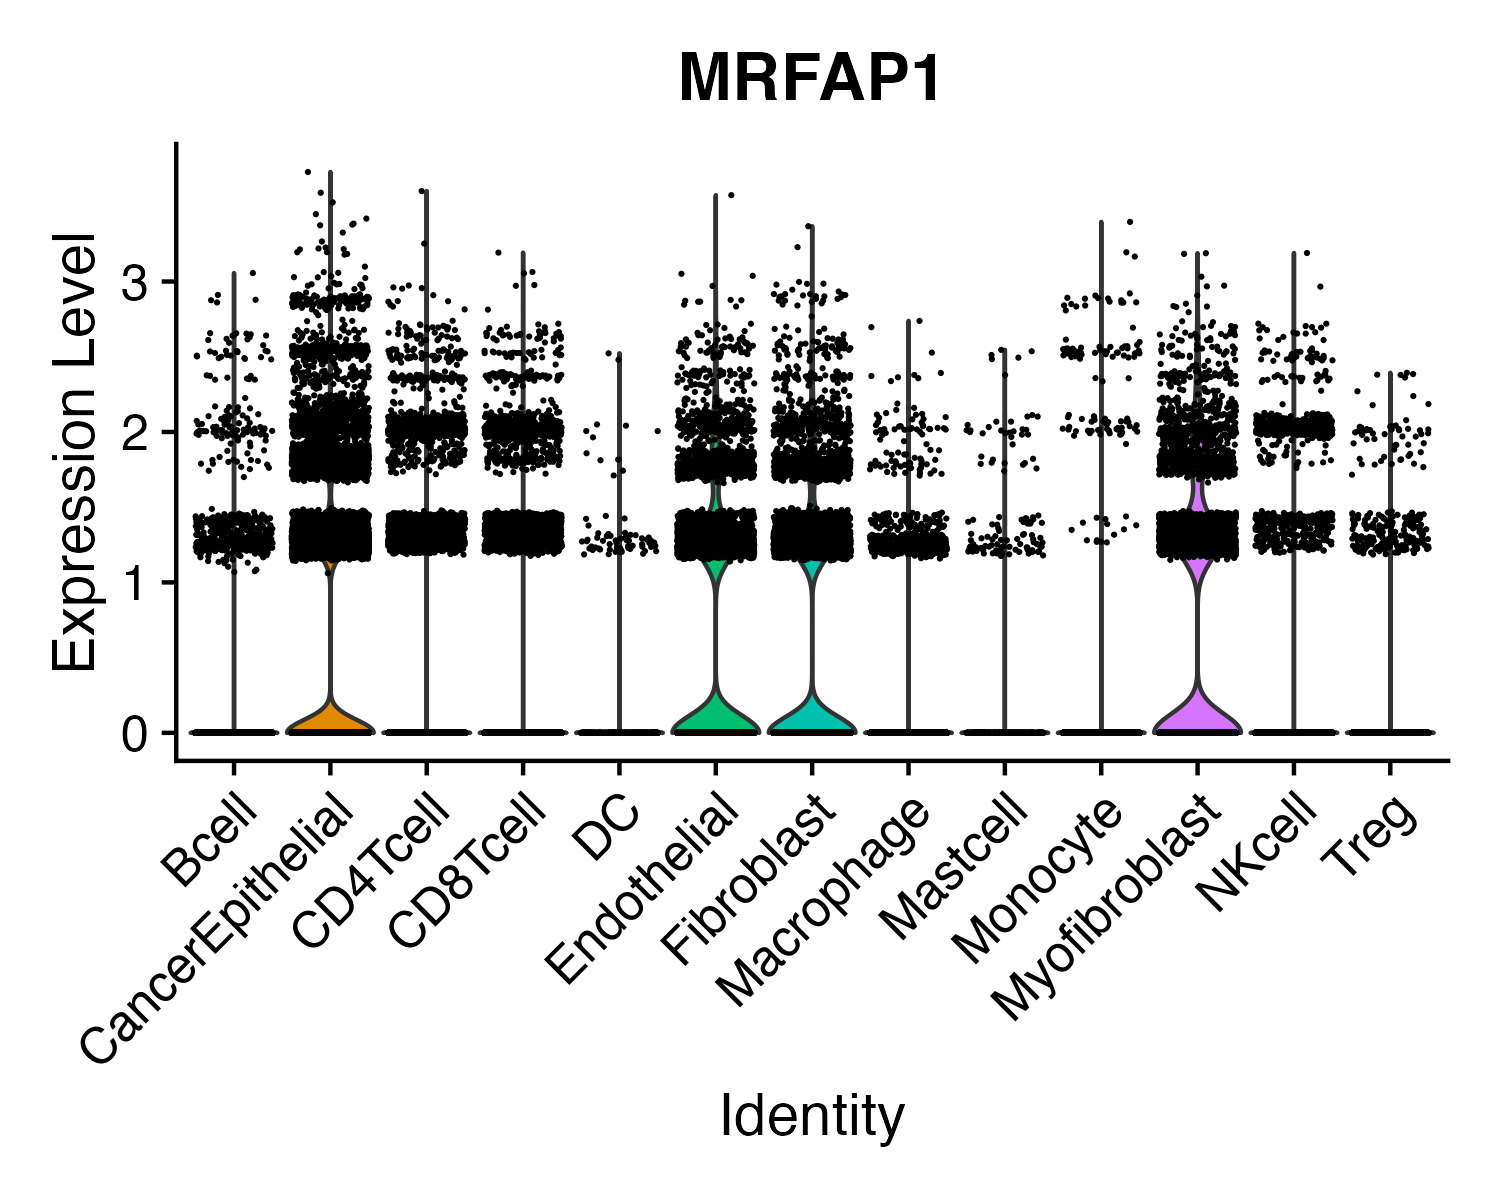 MRFAP1
Expression Level
3
2
1
0
Bcell
CancerEpithelial
CD4Tcell
CD8Tcell
DC
Endothelial
Fibroblast
Macrophage
Mastcell
Monocyte
Myofibroblast
NKcell
Treg
Identity